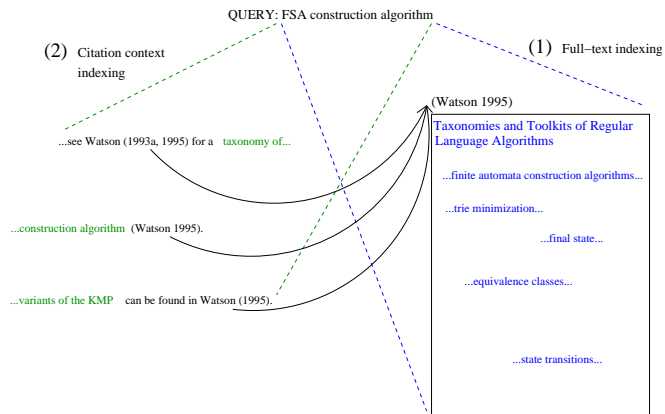 QUERY: FSA construction algorithm
(2) Citation context
indexing
(1) Full−text indexing
(Watson 1995)
...see Watson (1993a, 1995) for a taxonomy of...
...construction algorithm (Watson 1995).
...variants of the KMP can be found in Watson (1995).
Taxonomies and Toolkits of Regular
Language Algorithms
...finite automata construction algorithms...
...trie minimization...
...final state...
...equivalence classes...
...state transitions...